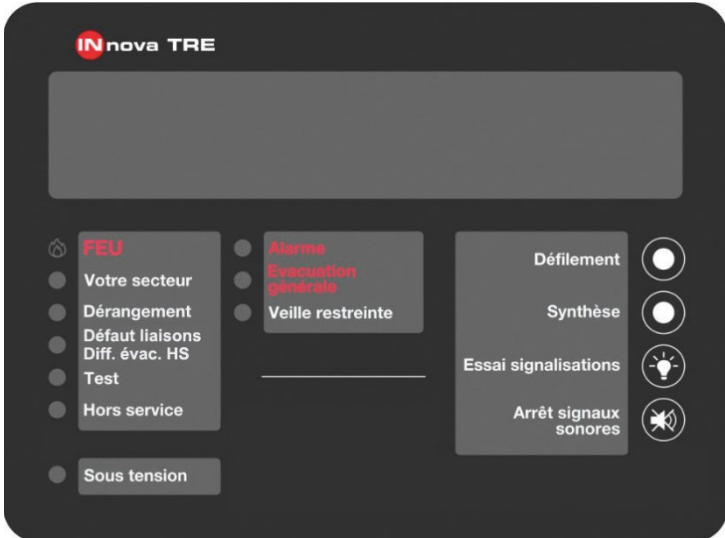 INnova TRE
FEU
Votre secteur
Dérangement
Défaut liaisons
Diff. évac. HS
Test
Hors service
Sous tension
Alarme
Evacuation
générale
Veille restreinte
Défilement
Synthèse
Essai signalisations
Arrêt signaux
sonores